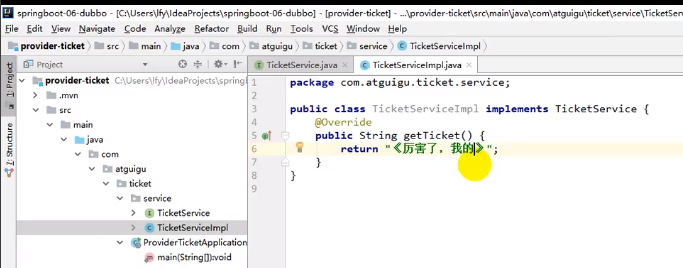 springboot-06-dubbo - [C:\Users\lfy\IdeaProjects\springboot-06-dubbo] - [provider-ticket] - ...\provider-ticket\src\main\java\com\atguigu\ticket\service\TicketServi
File Edit View Navigate Code Analyze Refactor Build Run Tools VCS Window Help
provider-ticket src main java com atguigu ticket service TicketServiceImpl
1: Project
2: Structure
Project
provider-ticket C:\Users\lfy\IdeaProjects\springb
.mvn
src
main
java
com
atguigu
ticket
service
TicketService
TicketServiceImpl
ProviderTicketApplication
main(String[]):void
TicketService.java TicketServiceImpl.java
1 package com.atguigu.ticket.service;
2
3 public class TicketServiceImpl implements TicketService {
4 @Override
5 public String getTicket() {
6 return "《厉害了，我的》";
7 }
8 }
9